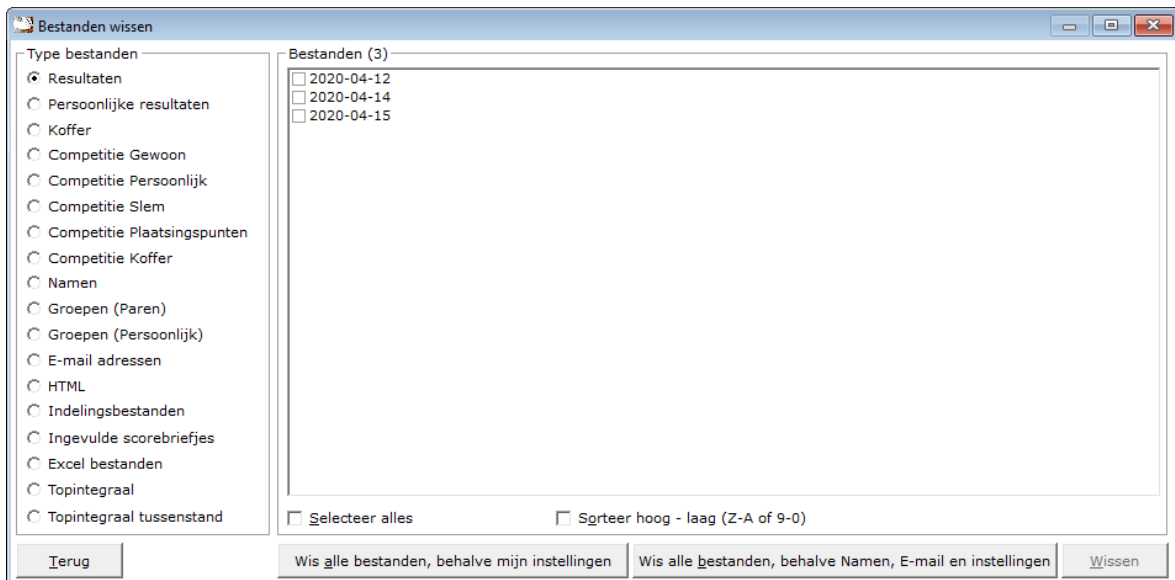 Bestanden wissen
Type bestanden
Resultaten
Persoonlijke resultaten
Koffer
Competitie Gewoon
Competitie Persoonlijk
Competitie Slem
Competitie Plaatsingspunten
Competitie Koffer
Namen
Groepen (Paren)
Groepen (Persoonlijk)
E-mail adressen
HTML
Indelingsbestanden
Ingevulde scorebriefjes
Excel bestanden
Topintegraal
Topintegraal tussenstand
Bestanden (3)
2020-04-12
2020-04-14
2020-04-15
Selecteer alles
Sorteer hoog - laag (Z-A of 9-0)
Terug
Wis alle bestanden, behalve mijn instellingen
Wis alle bestanden, behalve Namen, E-mail en instellingen
Wissen